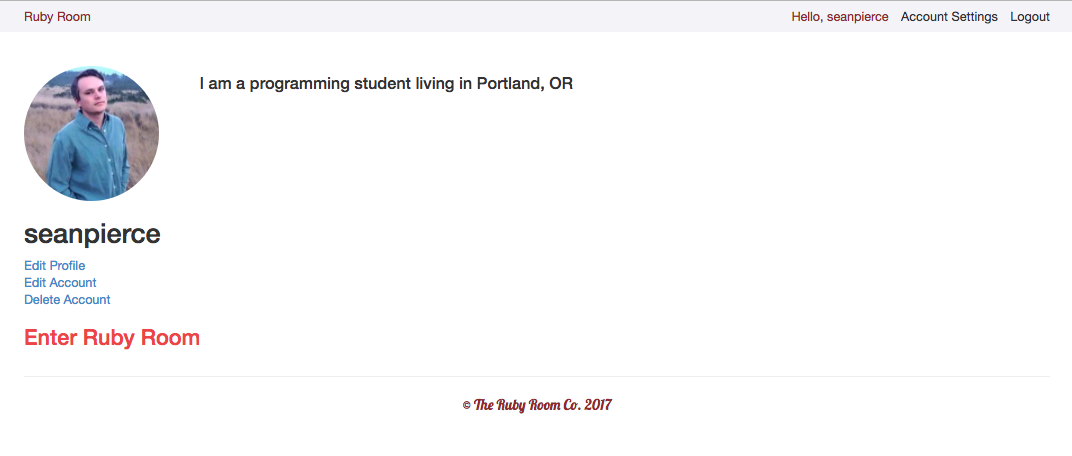 Ruby Room
Hello, seanpierce Account Settings Logout
I am a programming student living in Portland, OR
seanpierce
Edit Profile
Edit Account
Delete Account
Enter Ruby Room
© The Ruby Room Co. 2017